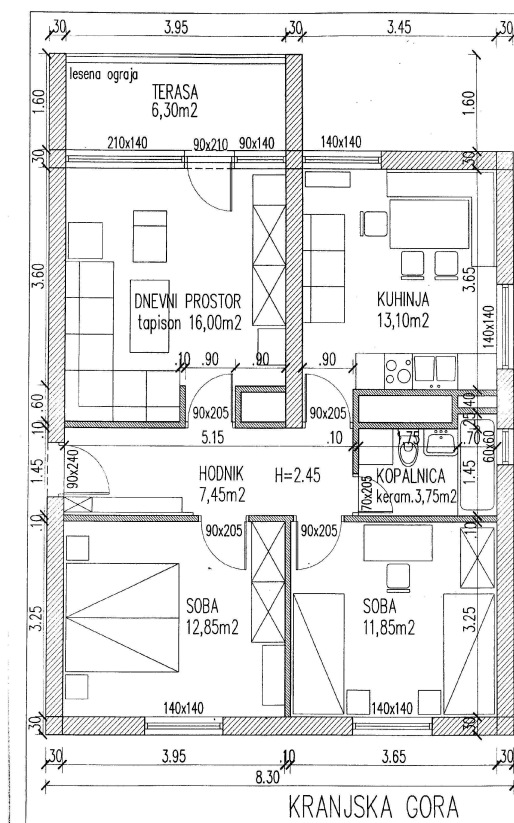 .30 3.95 .30 3.45 .30
lesena ograja
TERASA
6,30m2
1.60
1.60
210x140 90x210 90x140 140x140
.30
.30
3.60
3.65
DNEVNI PROSTOR
tapison 16,00m2
KUHINJA
13,10m2
140x140
.10 .90 .90 .90
.60
.40
90x205 90x205
.25
.10
5.15 .10 1.75 .70
60x60
1.45
90x240
HODNIK H=2.45
7,45m2
KOPALNICA
keram.3,75m2
70x205
1.45
.10
90x205 90x205
.10
3.25
SOBA
12,85m2
SOBA
11,85m2
3.25
140x140 140x140
.30
.30
.30 3.95 .10 3.65 .30
8.30
KRANJSKA GORA